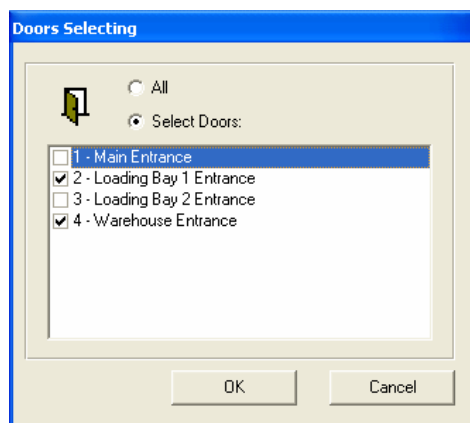 Doors Selecting
All
Select Doors:
1 - Main Entrance
2 - Loading Bay 1 Entrance
3 - Loading Bay 2 Entrance
4 - Warehouse Entrance
OK Cancel